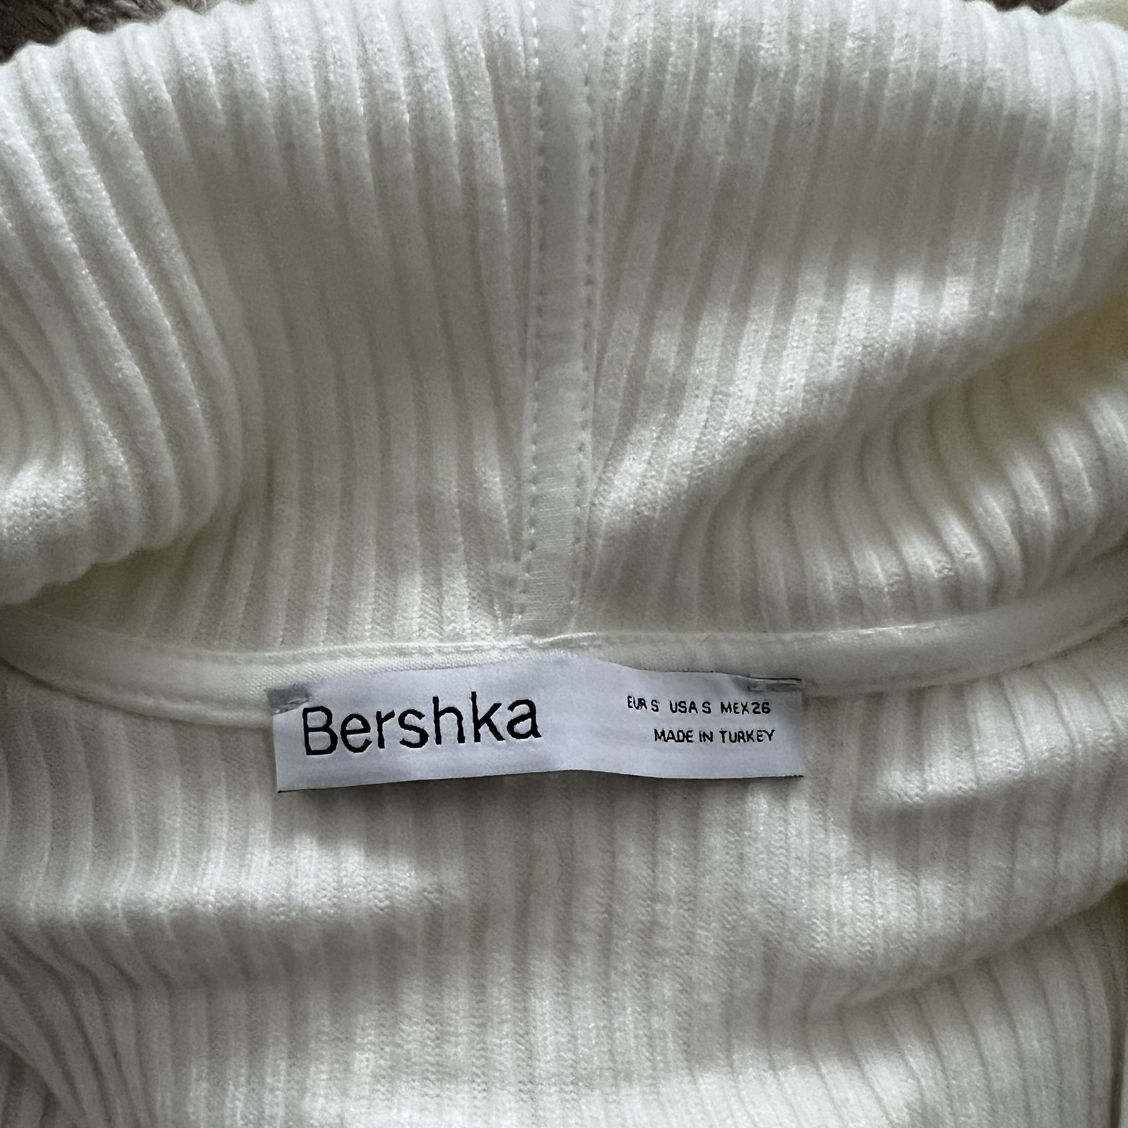 Bershka
EUR S USA S MEX 26
MADE IN TURKEY